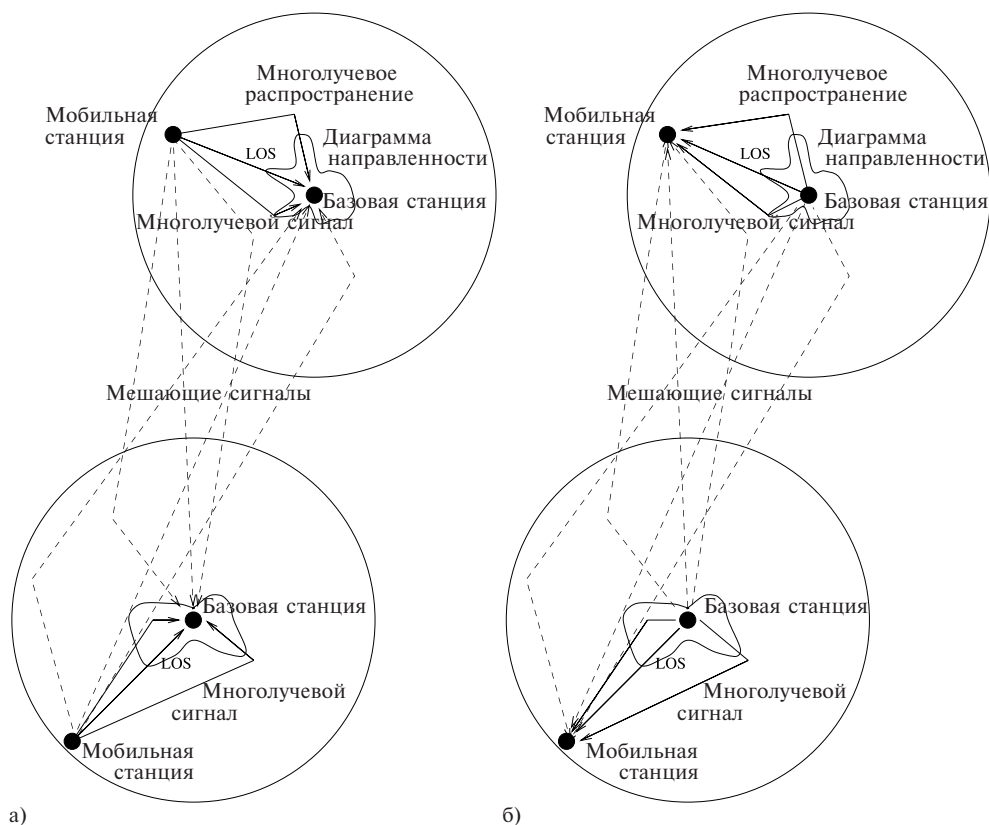 Многолучевое
распространение
Мобильная
станция
Диаграмма
направленности
LOS
Базовая станция
Многолучевой сигнал
Мешающие сигналы
Базовая станция
LOS
Многолучевой
сигнал
Мобильная
станция
а)
Многолучевое
распространение
Мобильная
станция
Диаграмма
направленности
LOS
Базовая станция
Многолучевой сигнал
Мешающие сигналы
Базовая станция
LOS
Многолучевой
сигнал
Мобильная
станция
б)